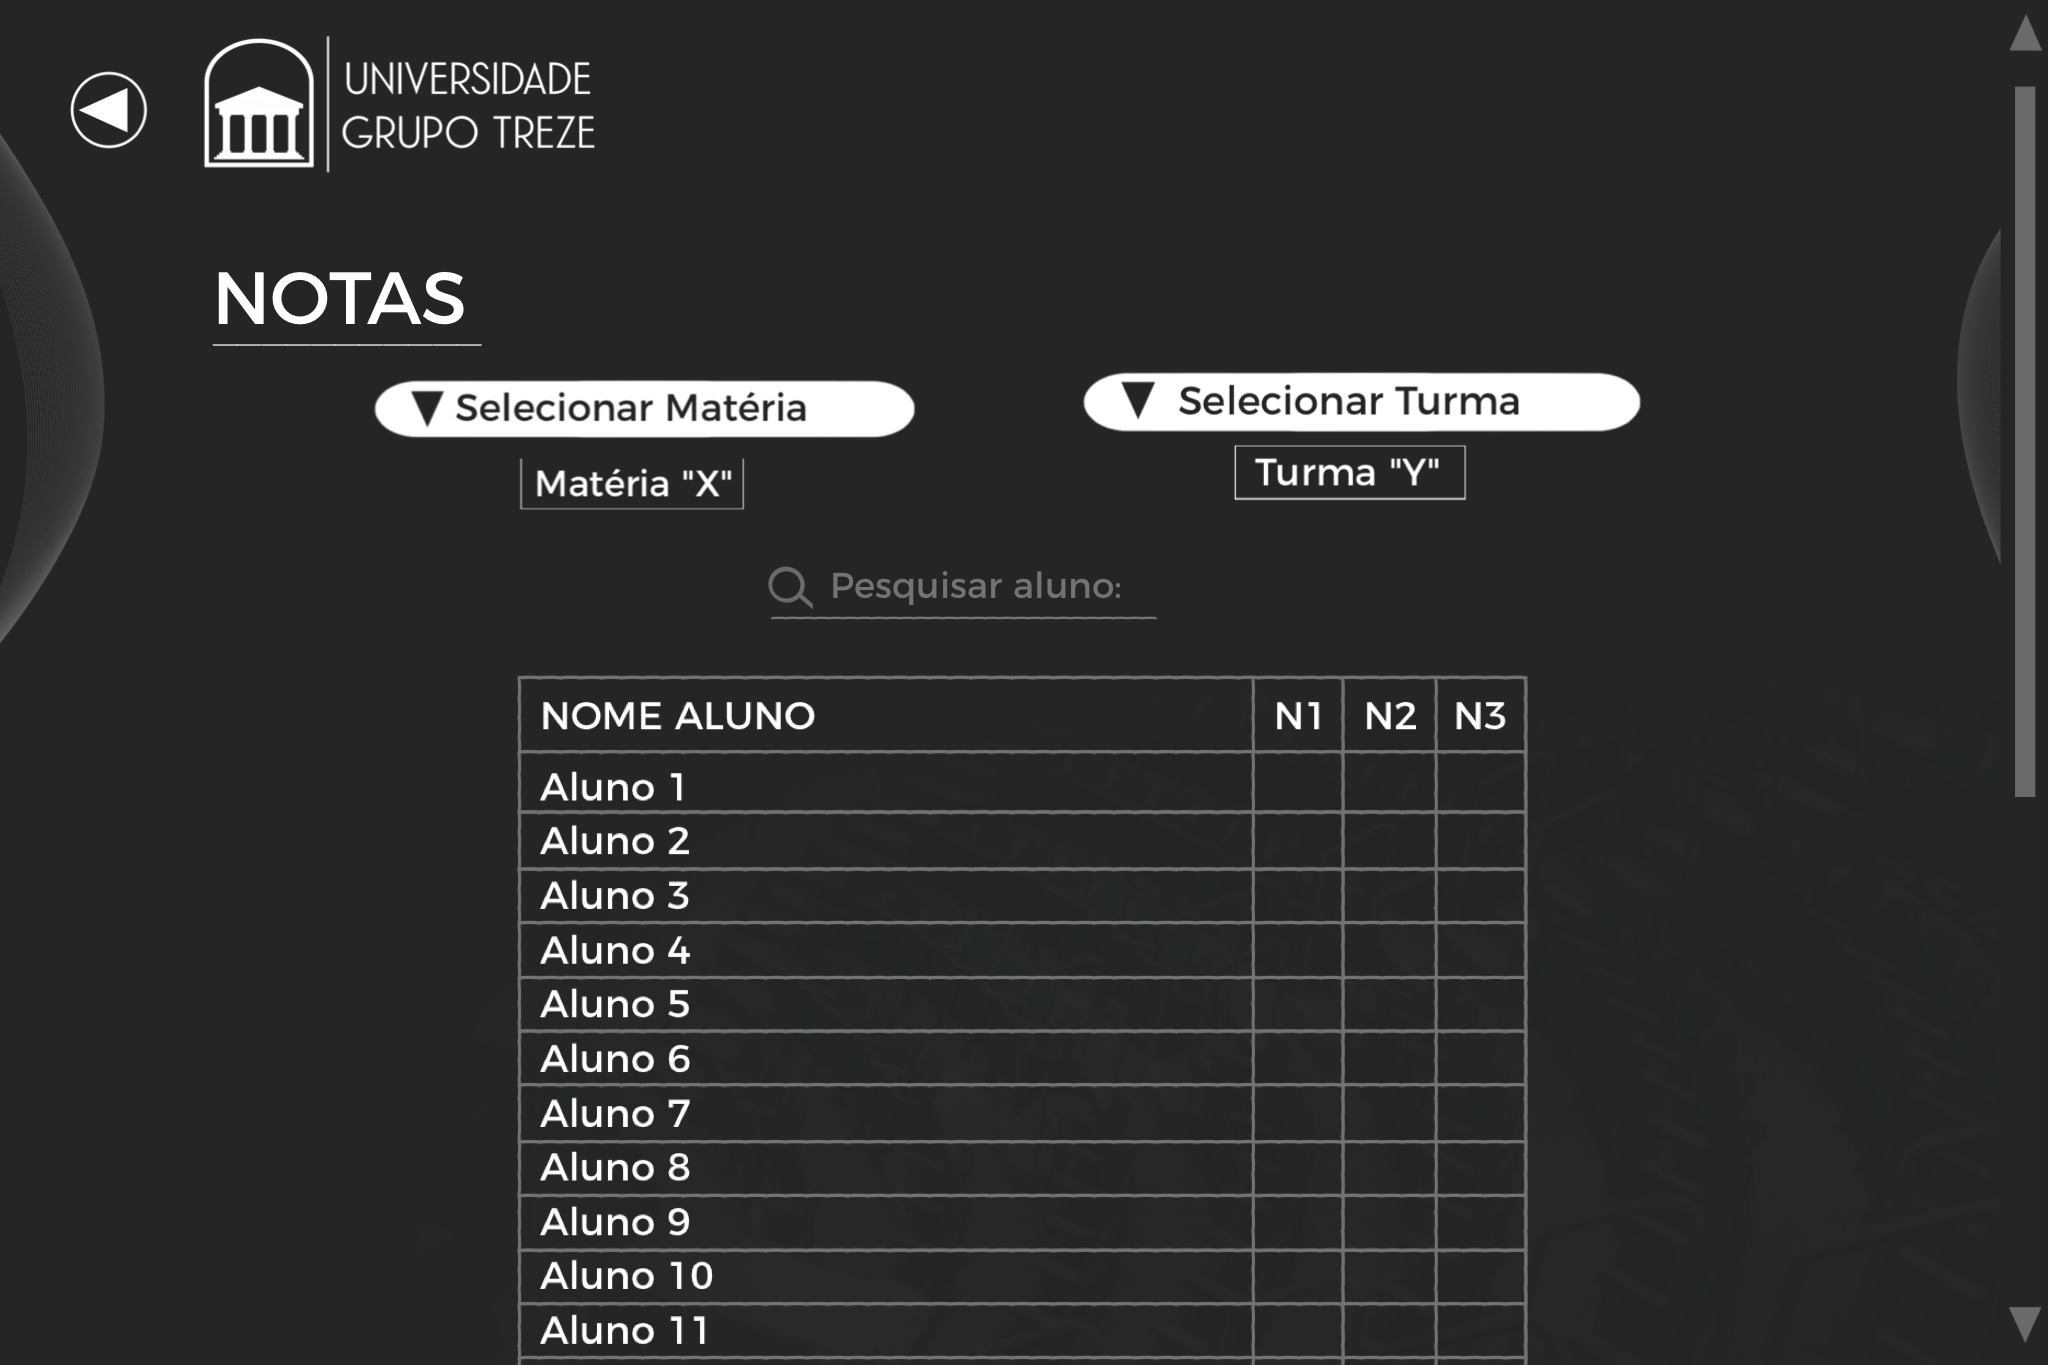 UNIVERSIDADE
GRUPO TREZE
NOTAS
Selecionar Matéria
Selecionar Turma
Matéria "X"
Turma "Y"
Pesquisar aluno:
NOME ALUNO N1 N2 N3
Aluno 1
Aluno 2
Aluno 3
Aluno 4
Aluno 5
Aluno 6
Aluno 7
Aluno 8
Aluno 9
Aluno 10
Aluno 11